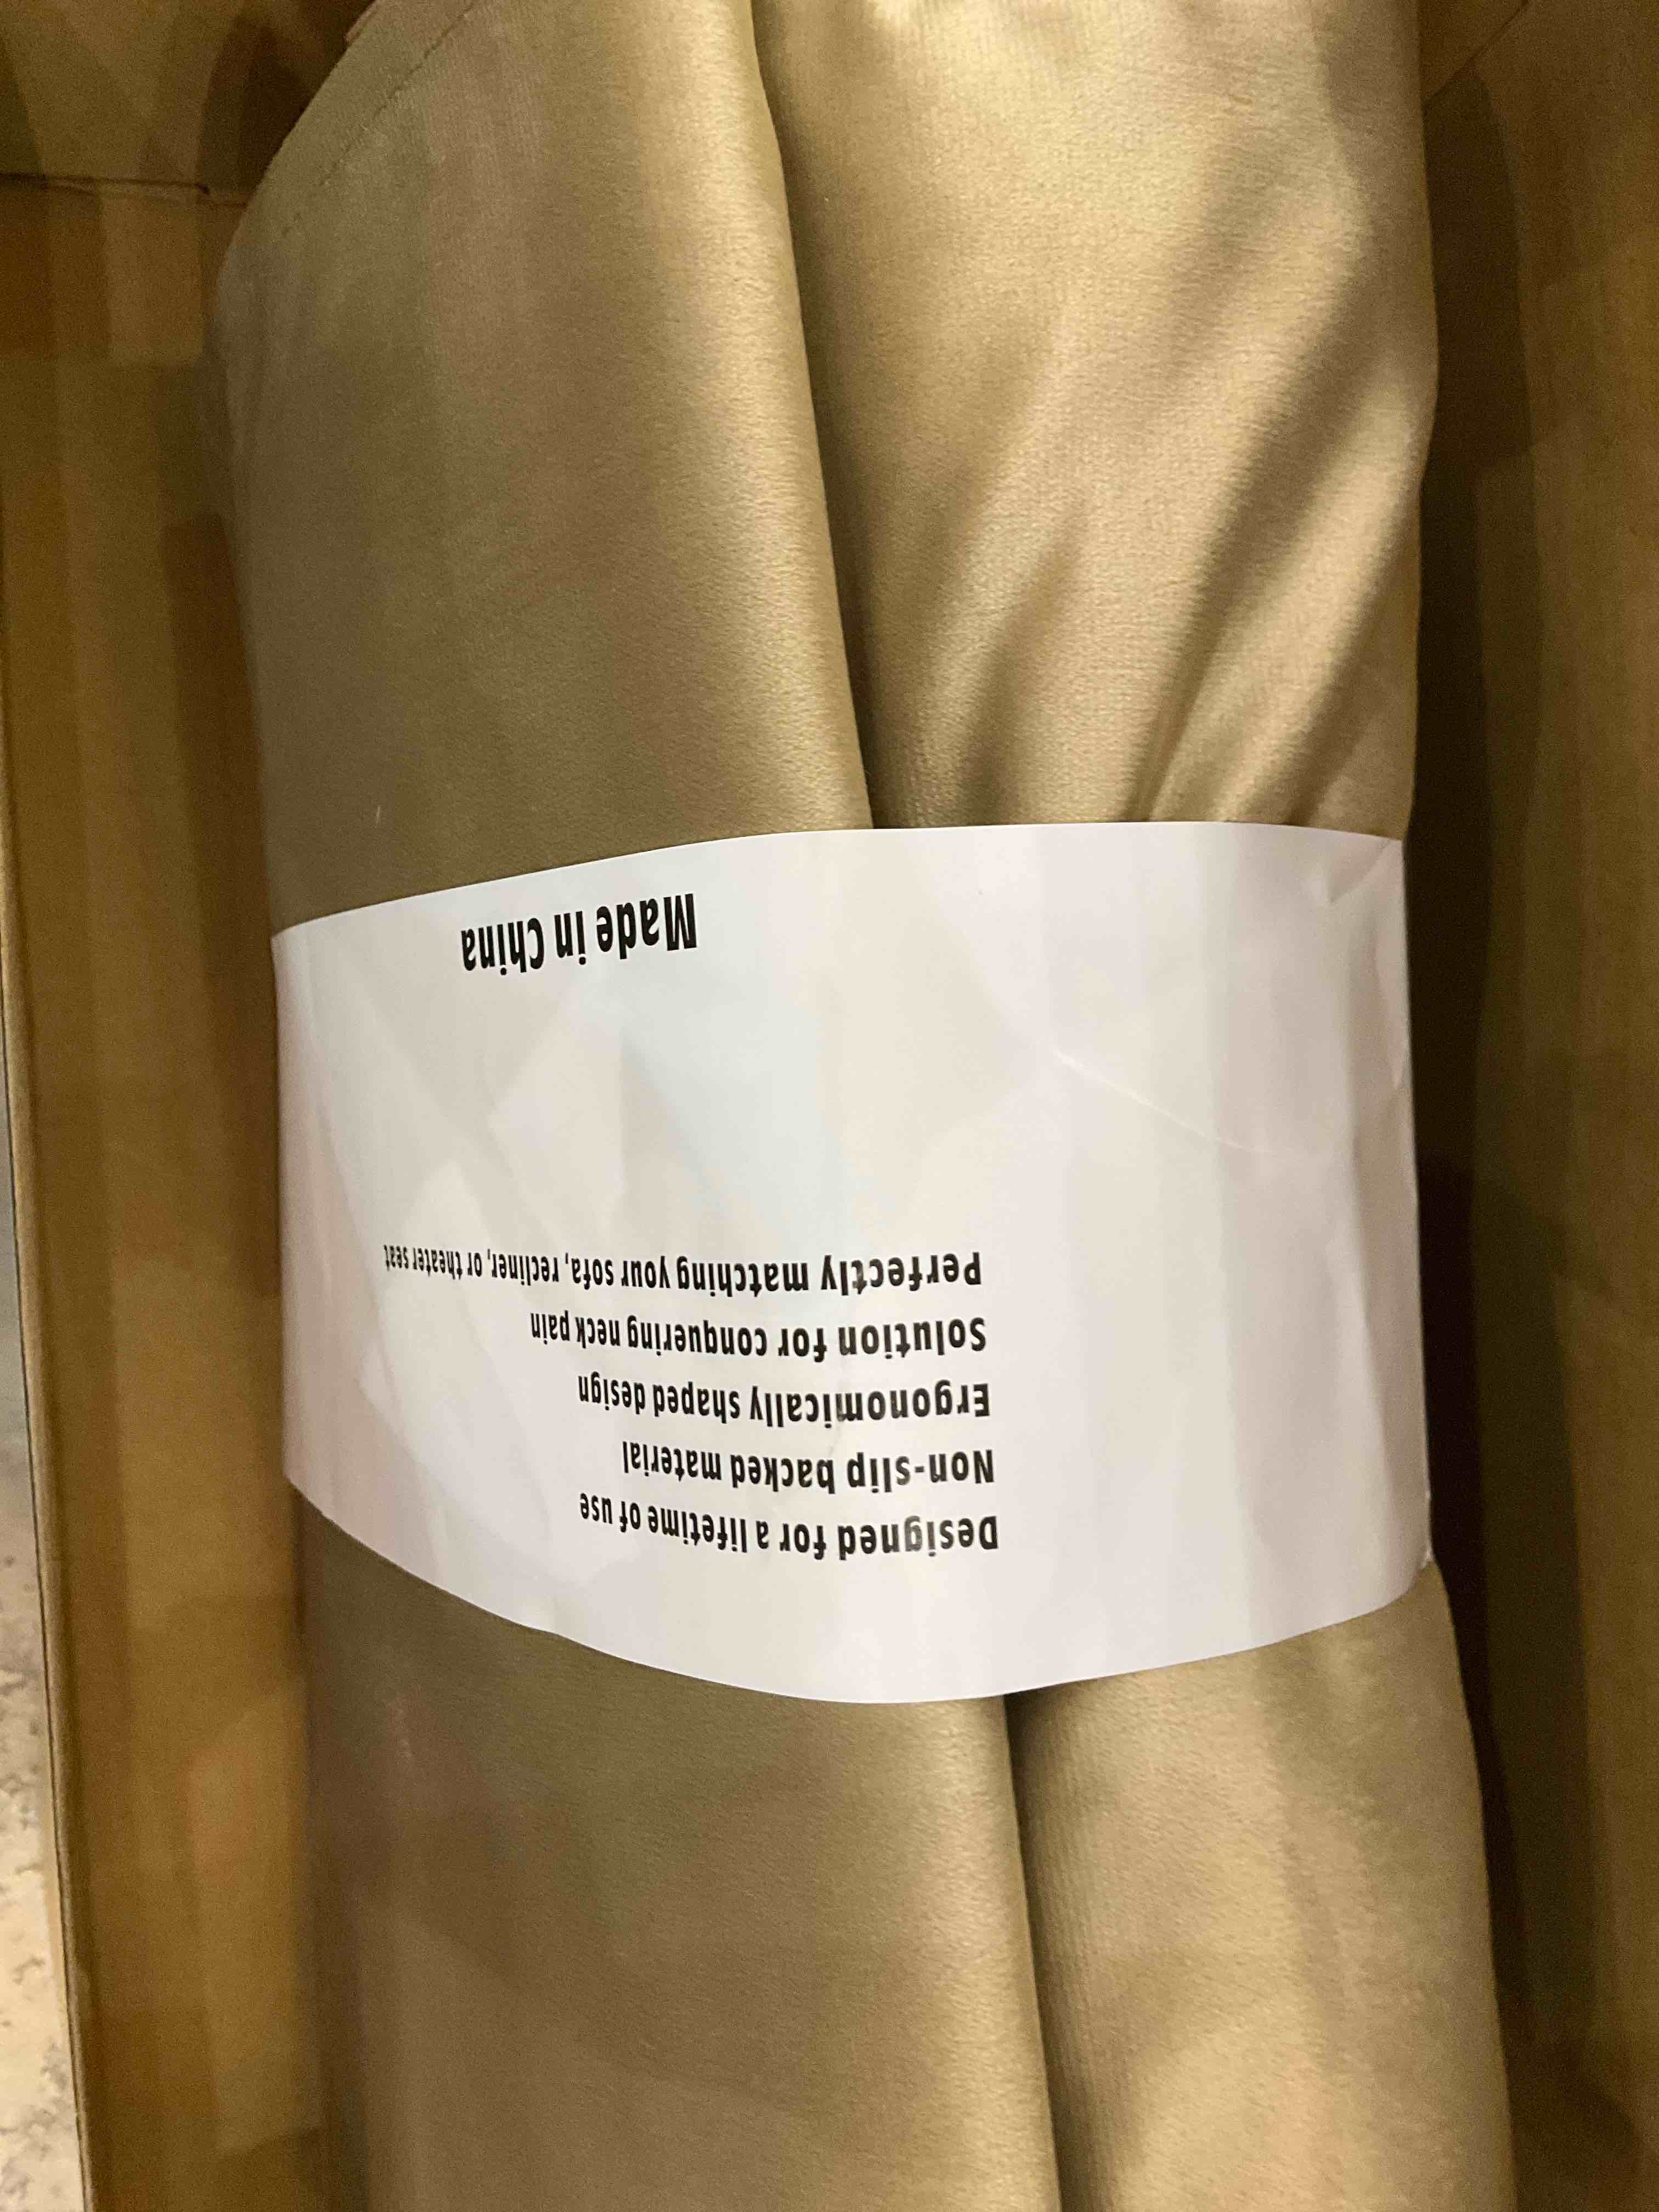 Designed for a lifetime of use
Non-slip backed material
Ergonomically shaped design
Solution for conquering neck pain
Perfectly matching your sofa, recliner, or theater seat
Made in China